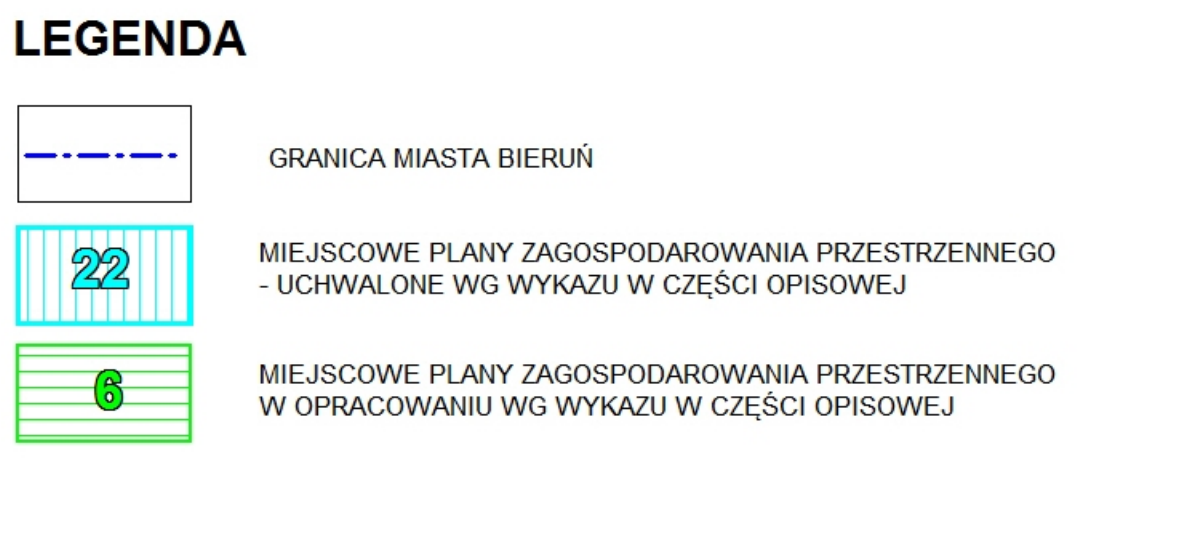 LEGENDA
GRANICA MIASTA BIERUŃ
22
MIEJSCOWE PLANY ZAGOSPODAROWANIA PRZESTRZENNEGO
- UCHWALONE WG WYKAZU W CZĘŚCI OPISOWEJ
6
MIEJSCOWE PLANY ZAGOSPODAROWANIA PRZESTRZENNEGO
W OPRACOWANIU WG WYKAZU W CZĘŚCI OPISOWEJ